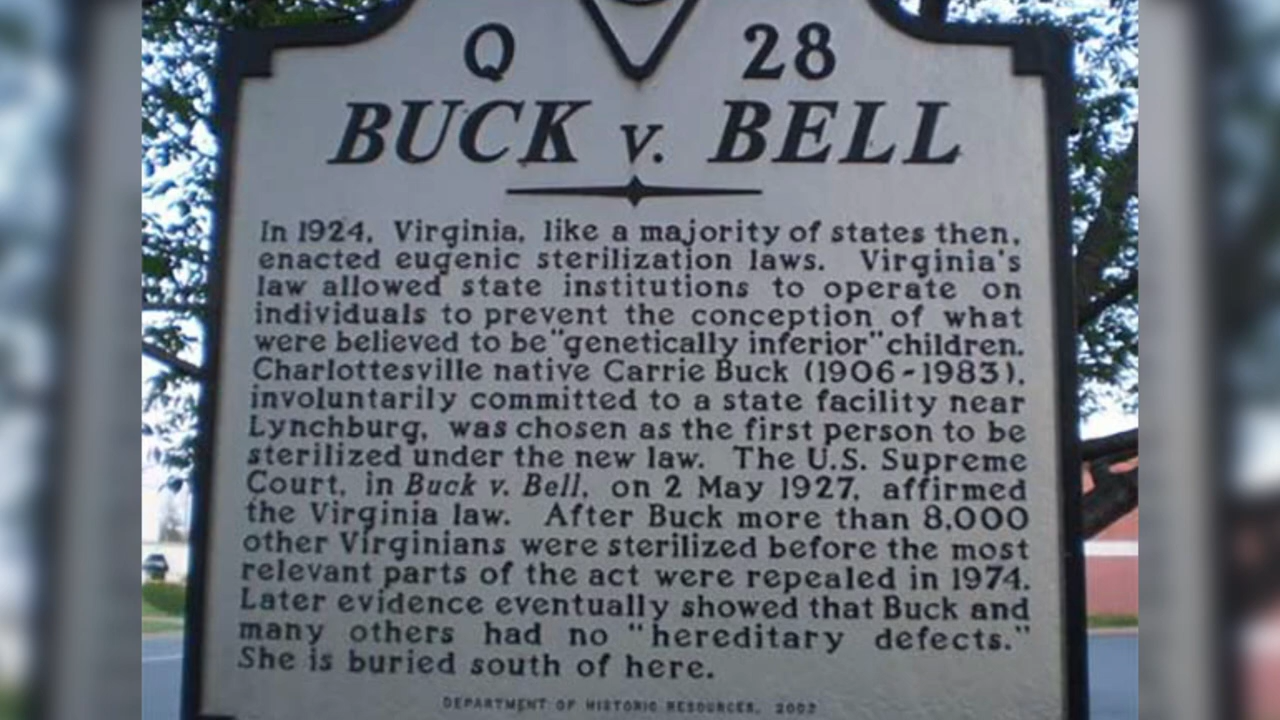 Q 28
BUCK v. BELL
In 1924, Virginia, like a majority of states then,
enacted eugenic sterilization laws. Virginia's
law allowed state institutions to operate on
individuals to prevent the conception of what
were believed to be "genetically inferior" children.
Charlottesville native Carrie Buck (1906-1983),
involuntarily committed to a state facility near
Lynchburg, was chosen as the first person to be
sterilized under the new law. The U.S. Supreme
Court, in Buck v. Bell, on 2 May 1927, affirmed
the Virginia law. After Buck more than 8,000
other Virginians were sterilized before the most
relevant parts of the act were repealed in 1974.
Later evidence eventually showed that Buck and
many others had no "hereditary defects."
She is buried south of here.
DEPARTMENT OF HISTORIC RESOURCES, 2002